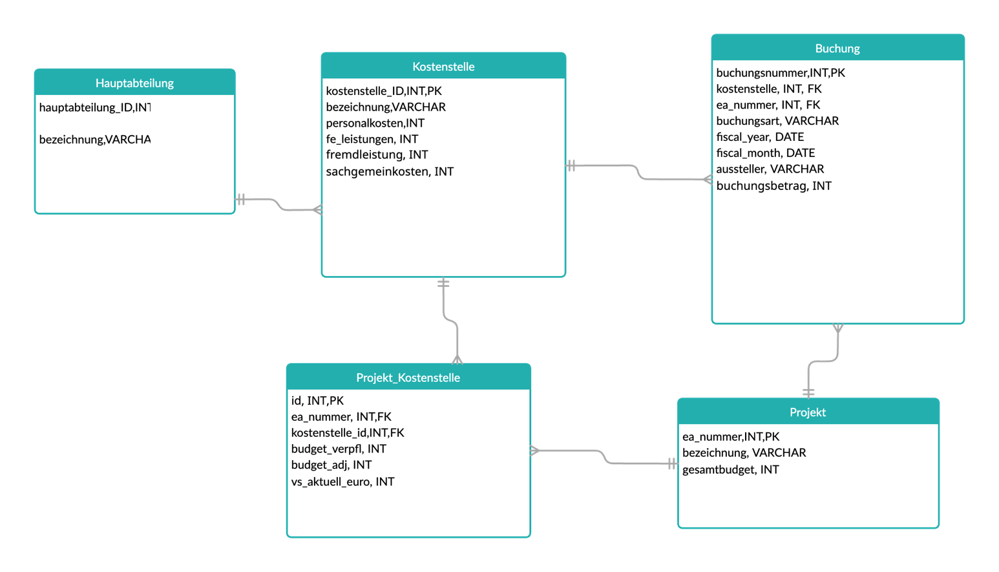 Hauptabteilung
hauptabteilung_ID,INT
bezeichnung,VARCHA
Kostenstelle
kostenstelle_ID,INT,PK
bezeichnung,VARCHAR
personalkosten,INT
fe_leistungen, INT
fremdleistung, INT
sachgemeinkosten, INT
Buchung
buchungsnummer,INT,PK
kostenstelle, INT, FK
ea_nummer, INT, FK
buchungsart, VARCHAR
fiscal_year, DATE
fiscal_month, DATE
aussteller, VARCHAR
buchungsbetrag, INT
Projekt_Kostenstelle
id, INT,PK
ea_nummer, INT,FK
kostenstelle_id,INT,FK
budget_verpfl, INT
budget_adj, INT
vs_aktuell_euro, INT
Projekt
ea_nummer,INT,PK
bezeichnung, VARCHAR
gesamtbudget, INT